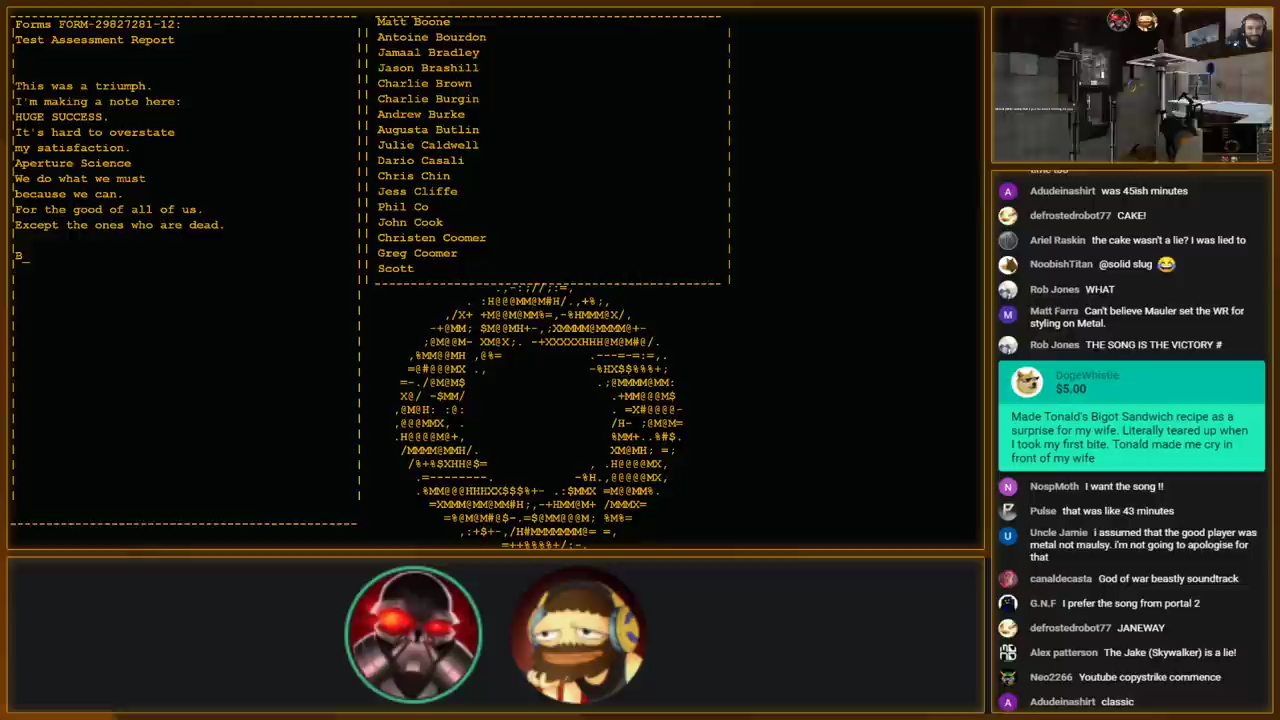 Forms FORM-29827281-12:
Test Assessment Report
This was a triumph.
I'm making a note here:
HUGE SUCCESS.
It's hard to overstate
my satisfaction.
Aperture Science
We do what we must
because we can.
For the good of all of us.
Except the ones who are dead.
B_
Matt Boone
Antoine Bourdon
Jamaal Bradley
Jason Brashill
Charlie Brown
Charlie Burgin
Andrew Burke
Augusta Butlin
Julie Caldwell
Dario Casali
Chris Chin
Jess Cliffe
Phil Co
John Cook
Christen Coomer
Greg Coomer
Scott
Adudeinashirt was 45ish minutes
defrostedrobot77 CAKE!
Ariel Raskin the cake wasn't a lie? I was lied to
NoobishTitan @solid slug 😂
Rob Jones WHAT
Matt Farra Can't believe Mauler set the WR for
styling on Metal.
Rob Jones THE SONG IS THE VICTORY #
DogeWhistle
$5.00
Made Tonald's Bigot Sandwich recipe as a
surprise for my wife. Literally teared up when
I took my first bite. Tonald made me cry in
front of my wife
NospMoth I want the song !!
Pulse that was like 43 minutes
Uncle Jamie i assumed that the good player was
metal not maulsy. i'm not going to apologise for
that
canaldecasta God of war beastly soundtrack
G.N.F I prefer the song from portal 2
defrostedrobot77 JANEWAY
Alex patterson The Jake (Skywalker) is a lie!
Neo2266 Youtube copystrike commence
Adudeinashirt classic